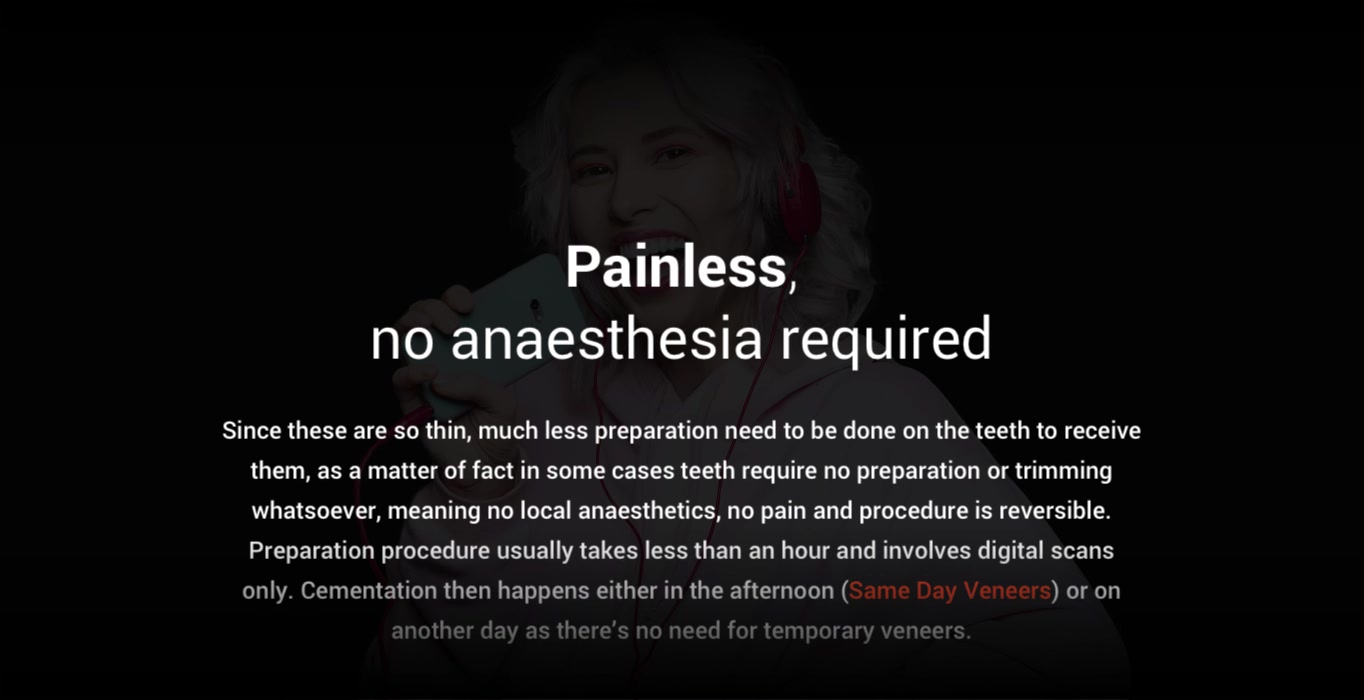 Painless,
no anaesthesia required
Since these are so thin, much less preparation need to be done on the teeth to receive
them, as a matter of fact in some cases teeth require no preparation or trimming
whatsoever, meaning no local anaesthetics, no pain and procedure is reversible.
Preparation procedure usually takes less than an hour and involves digital scans
only. Cementation then happens either in the afternoon (Same Day Veneers) or on
another day as there's no need for temporary veneers.